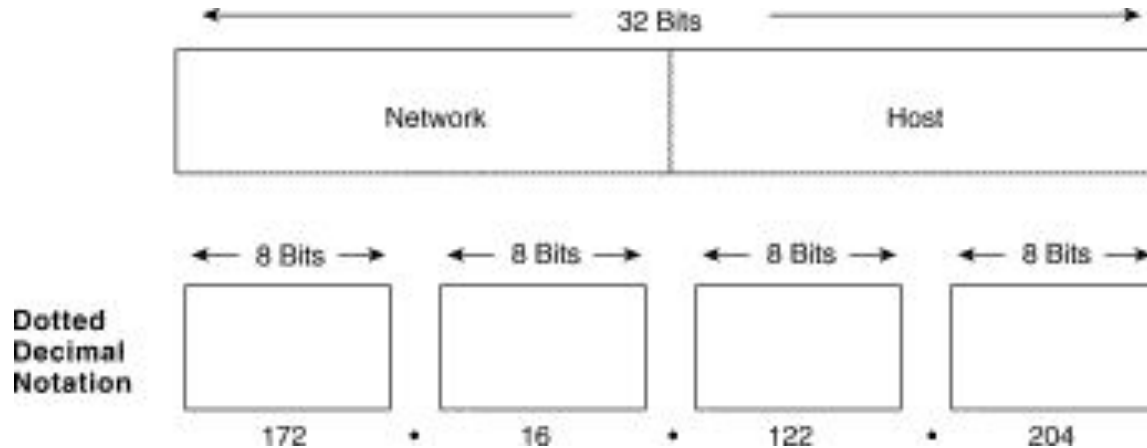 32 Bits
Network Host
8 Bits 8 Bits 8 Bits 8 Bits
Dotted
Decimal
Notation
172 • 16 • 122 • 204